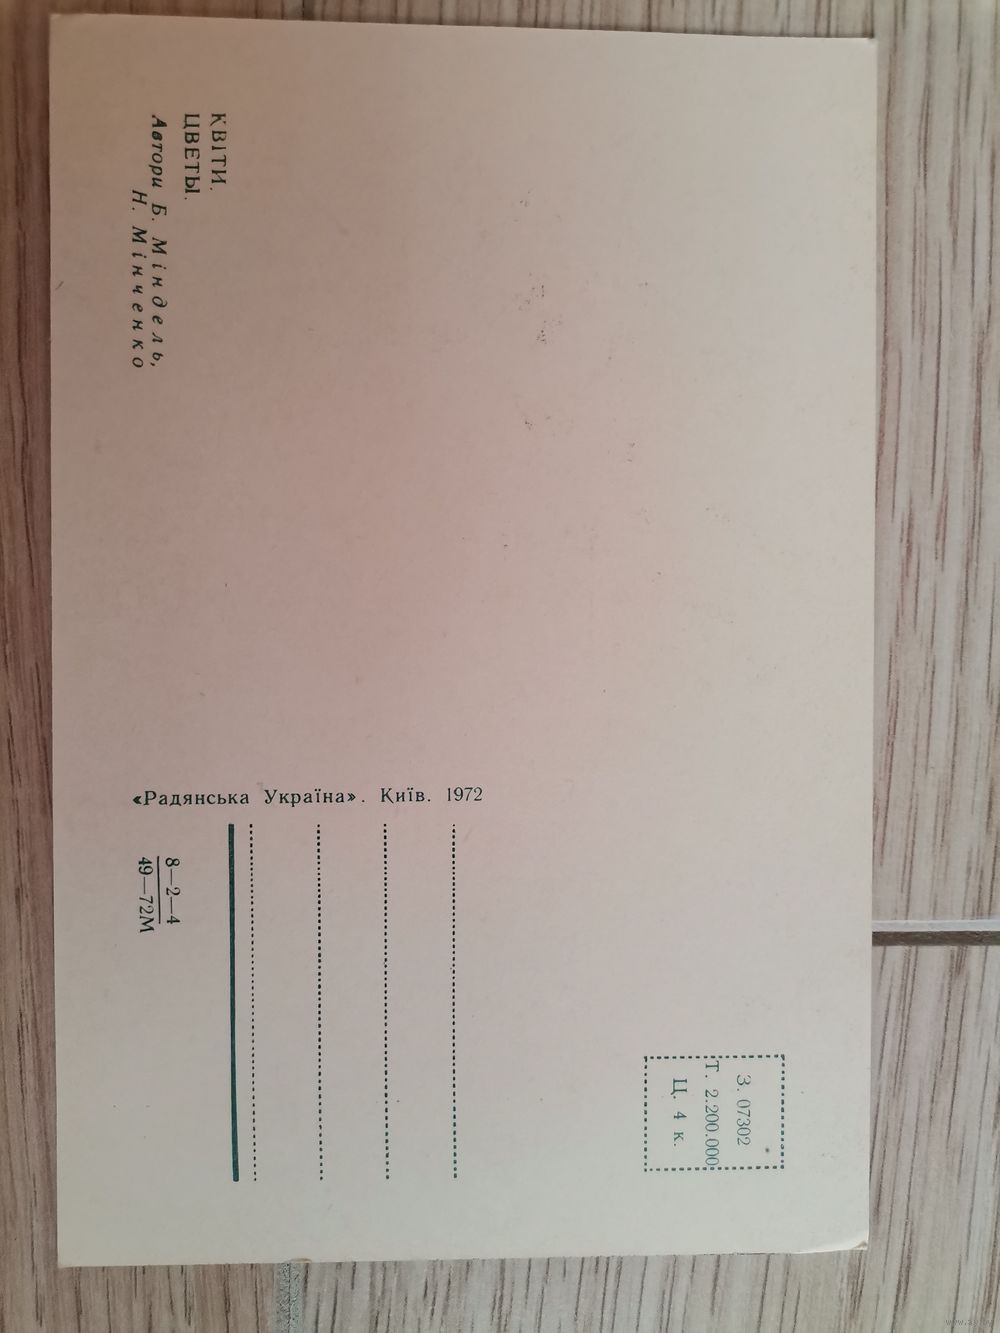 КВІТИ.
ЦВЕТЫ.
Автори Б. Міндель,
Н. Мінченко
«Радянська Україна». Київ. 1972
8—2—4
49—72М
З. 07302
Т. 2.200.000
Ц. 4 к.